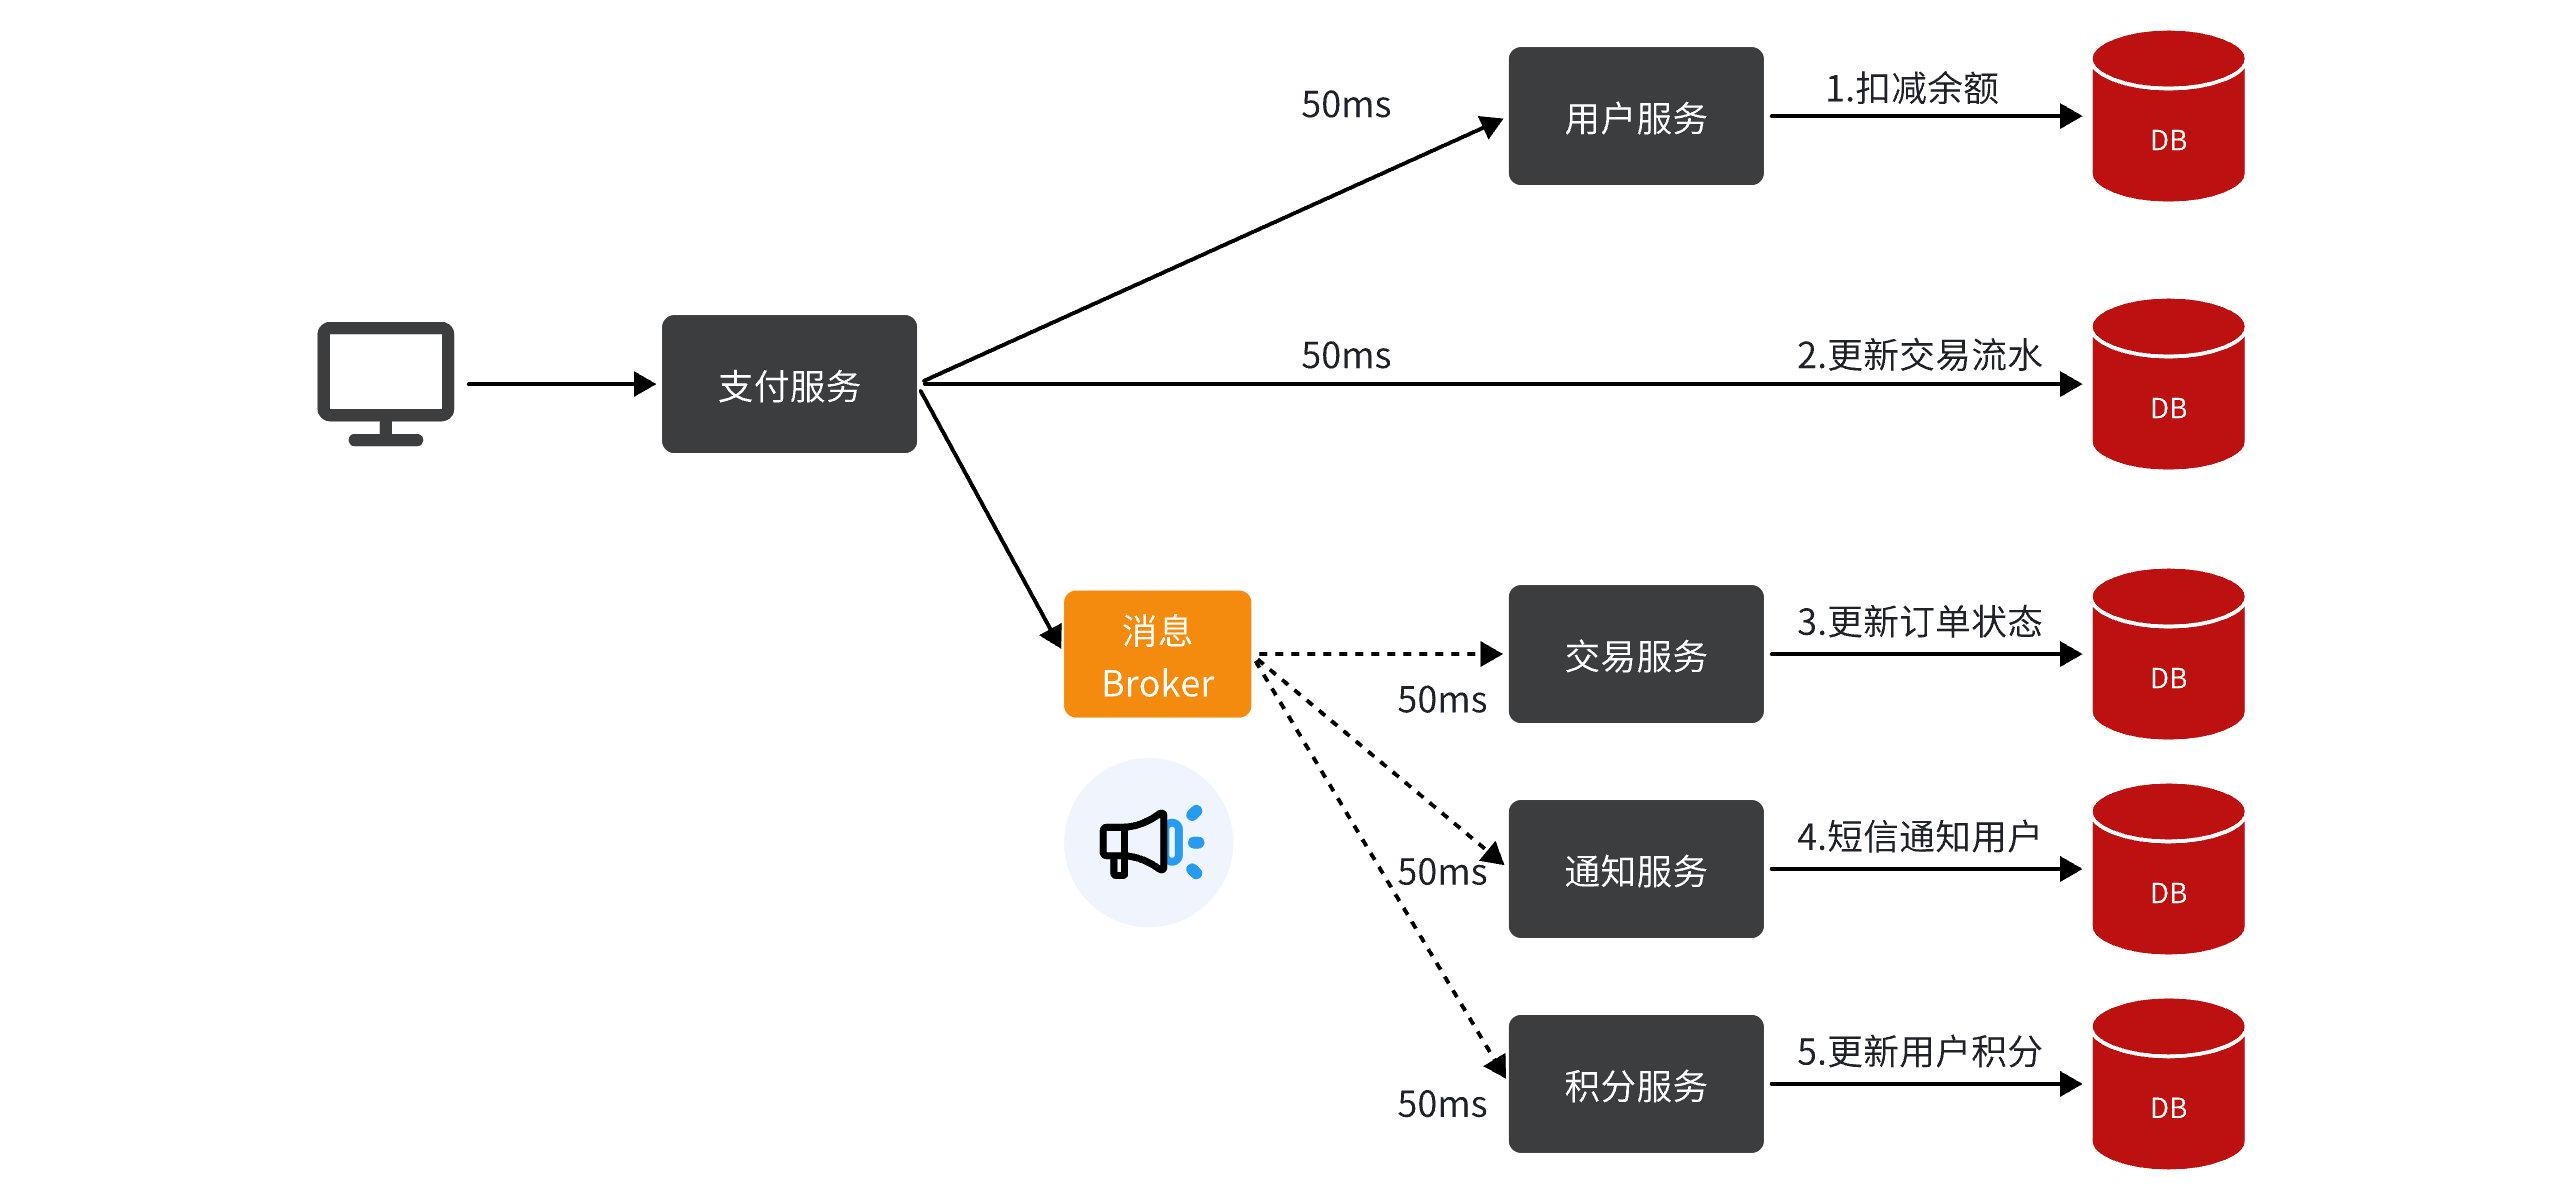 50ms
用户服务
1.扣减余额
DB
支付服务
50ms
2.更新交易流水
DB
消息
Broker
50ms
交易服务
3.更新订单状态
DB
50ms
通知服务
4.短信通知用户
DB
50ms
积分服务
5.更新用户积分
DB